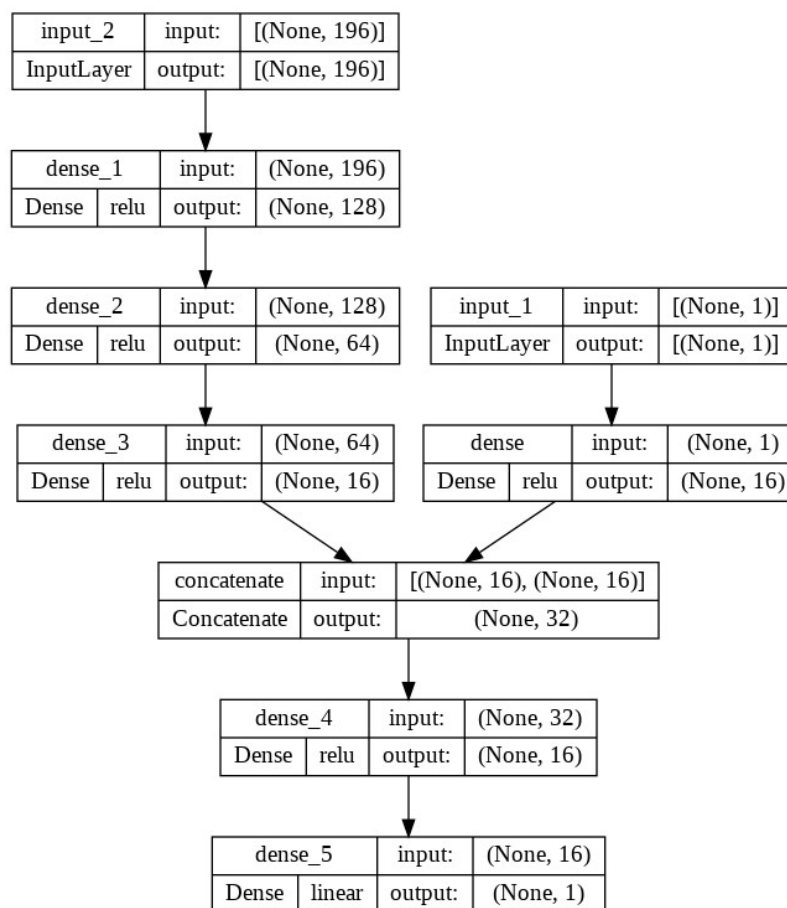 input_2 input: [(None, 196)]
InputLayer output: [(None, 196)]
dense_1 input: (None, 196)
Dense relu output: (None, 128)
dense_2 input: (None, 128)
Dense relu output: (None, 64)
input_1 input: [(None, 1)]
InputLayer output: [(None, 1)]
dense_3 input: (None, 64)
Dense relu output: (None, 16)
dense input: (None, 1)
Dense relu output: (None, 16)
concatenate input: [(None, 16), (None, 16)]
Concatenate output: (None, 32)
dense_4 input: (None, 32)
Dense relu output: (None, 16)
dense_5 input: (None, 16)
Dense linear output: (None, 1)